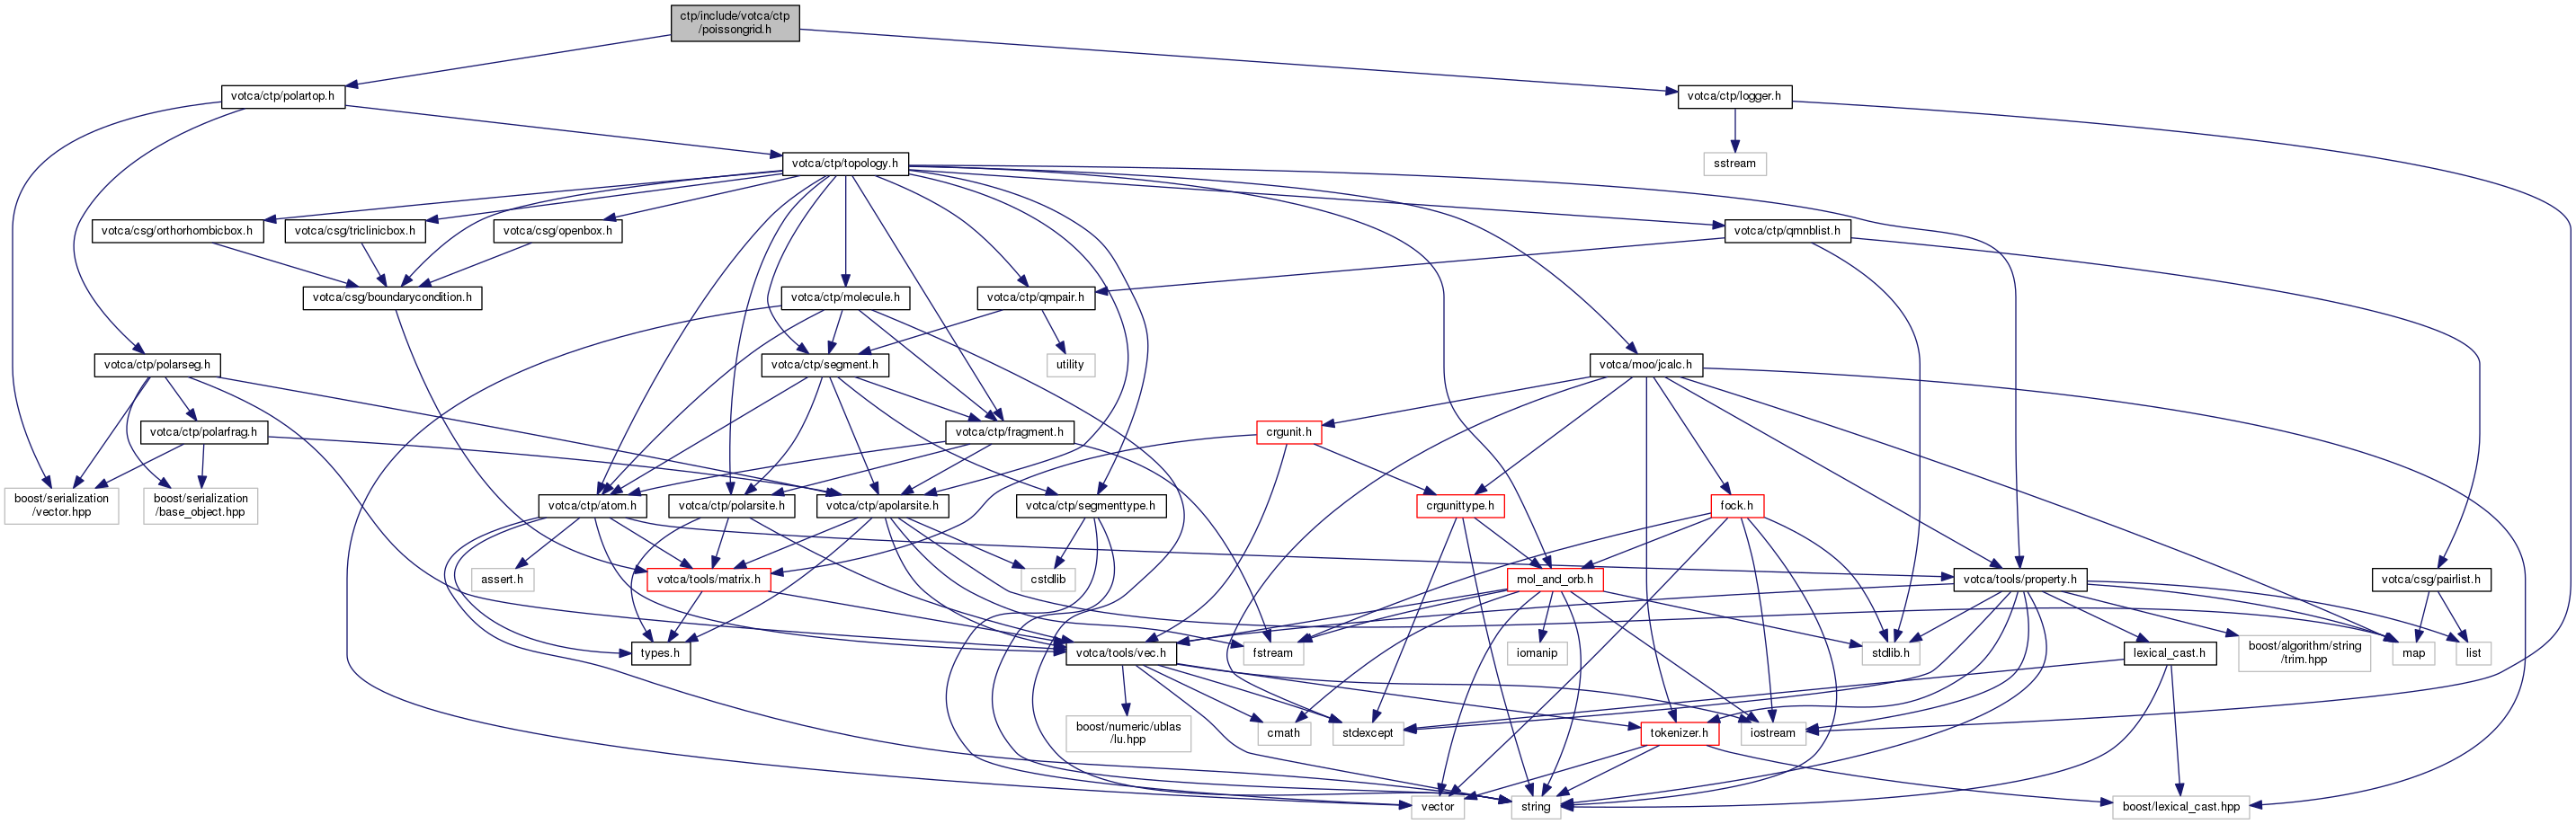 ctp/include/votca/ctp
/poissongrid.h
votca/ctp/polartop.h
votca/ctp/logger.h
votca/ctp/topology.h
sstream
votca/csg/orthorhombicbox.h
votca/csg/triclinicbox.h
votca/csg/openbox.h
votca/ctp/qmnblist.h
votca/csg/boundarycondition.h
votca/ctp/molecule.h
votca/ctp/qmpair.h
votca/ctp/polarseg.h
votca/ctp/segment.h
utility
votca/moo/jcalc.h
votca/ctp/polarfrag.h
votca/ctp/fragment.h
crgunit.h
boost/serialization
/vector.hpp
boost/serialization
/base_object.hpp
votca/ctp/atom.h
votca/ctp/polarsite.h
votca/ctp/apolarsite.h
votca/ctp/segmenttype.h
crgunittype.h
fock.h
assert.h
votca/tools/matrix.h
cstdlib
mol_and_orb.h
votca/tools/property.h
votca/csg/pairlist.h
types.h
votca/tools/vec.h
fstream
iomanip
stdlib.h
lexical_cast.h
boost/algorithm/string
/trim.hpp
map
list
boost/numeric/ublas
/lu.hpp
cmath
stdexcept
tokenizer.h
iostream
vector
string
boost/lexical_cast.hpp